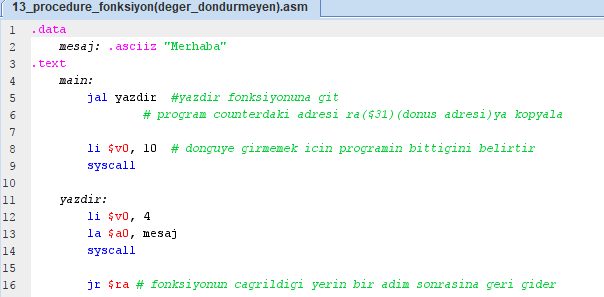 13_procedure_fonksiyon(deger_dondurmeyen).asm
1 .data
2 mesaj: .asciiz "Merhaba"
3 .text
4 main:
5 jal yazdir #yazdir fonksiyonuna git
6 # program counterdaki adresi ra($31)(donus adresi)ya kopyala
7
8 li $v0, 10 # donguye girmemek icin programin bittigini belirtir
9 syscall
10
11 yazdir:
12 li $v0, 4
13 la $a0, mesaj
14 syscall
15
16 jr $ra # fonksiyonun cagrildigi yerin bir adim sonrasina geri gider